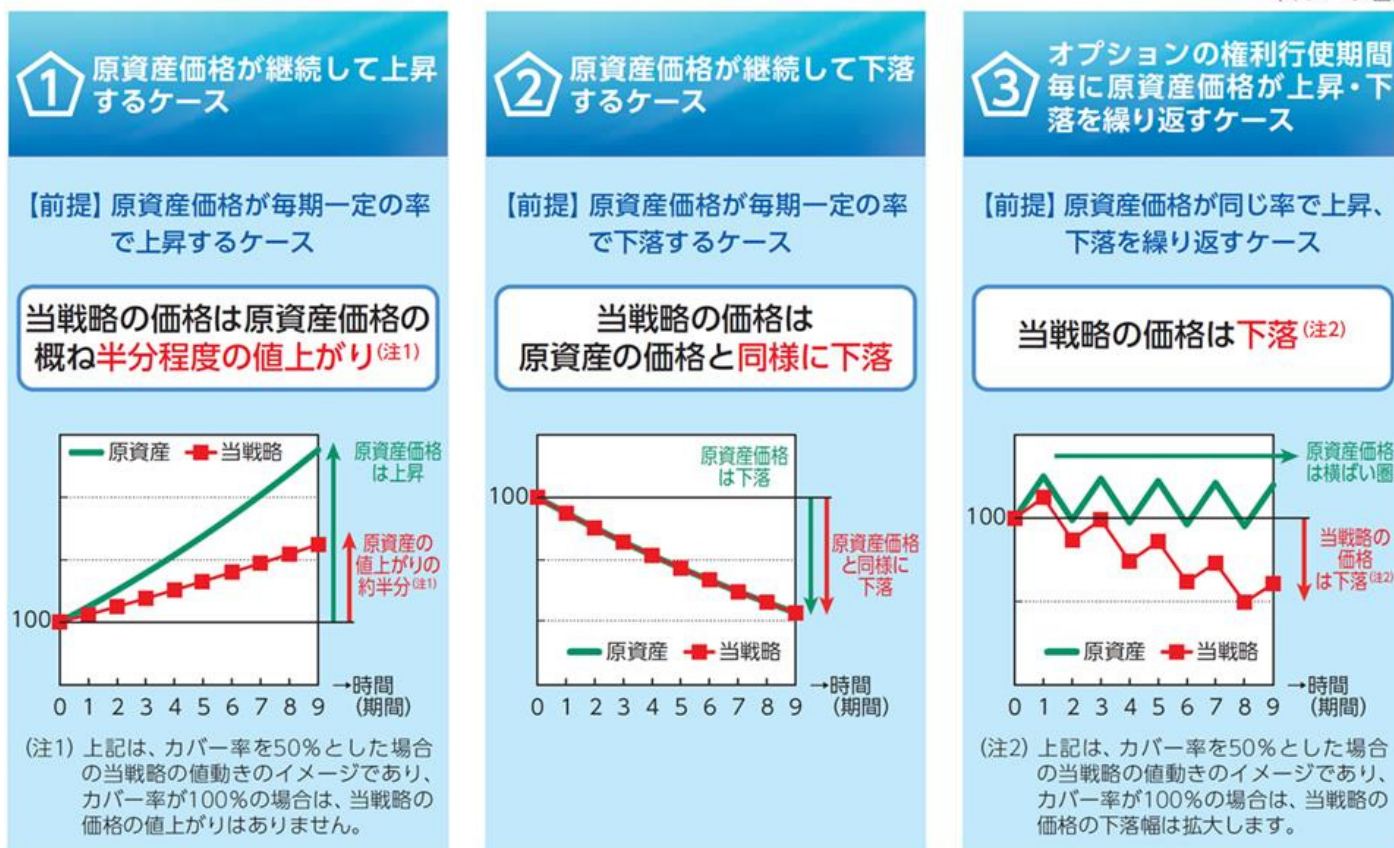 1
原資産価格が継続して上昇
するケース
【前提】原資産価格が毎期一定の率
で上昇するケース
当戦略の価格は原資産価格の
概ね半分程度の値上がり(注1)
原資産 当戦略
原資産価格
は上昇
原資産の
値上がりの
約半分(注1)
100
0 1 2 3 4 5 6 7 8 9
→時間
(期間)
(注1) 上記は、カバー率を50%とした場合
の当戦略の値動きのイメージであり、
カバー率が100%の場合は、当戦略の
価格の値上がりはありません。
2
原資産価格が継続して下落
するケース
【前提】原資産価格が毎期一定の率
で下落するケース
当戦略の価格は
原資産の価格と同様に下落
原資産価格
は下落
100
原資産価格
と同様に
下落
原資産 当戦略
0 1 2 3 4 5 6 7 8 9
→時間
(期間)
3
オプションの権利行使期間
毎に原資産価格が上昇・下
落を繰り返すケース
【前提】原資産価格が同じ率で上昇、
下落を繰り返すケース
当戦略の価格は下落(注2)
原資産価格
は横ばい圏
100
当戦略の
価格
は下落(注2)
原資産 当戦略
0 1 2 3 4 5 6 7 8 9
→時間
(期間)
(注2) 上記は、カバー率を50%とした場合
の当戦略の値動きのイメージであり、
カバー率が100%の場合は、当戦略の
価格の下落幅は拡大します。